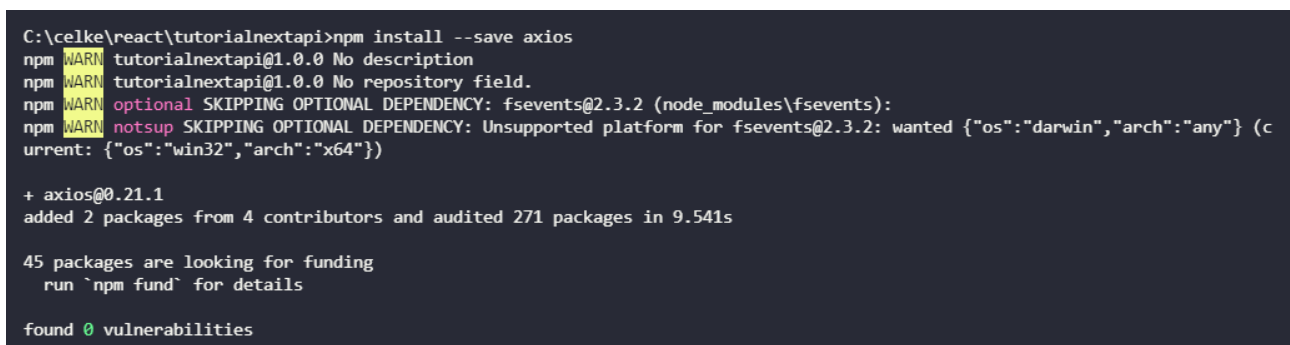 C:\celke\react\tutorialnextapi>npm install --save axios
npm WARN tutorialnextapi@1.0.0 No description
npm WARN tutorialnextapi@1.0.0 No repository field.
npm WARN optional SKIPPING OPTIONAL DEPENDENCY: fsevents@2.3.2 (node_modules\fsevents):
npm WARN notsup SKIPPING OPTIONAL DEPENDENCY: Unsupported platform for fsevents@2.3.2: wanted {"os":"darwin","arch":"any"} (c
urrent: {"os":"win32","arch":"x64"})
+ axios@0.21.1
added 2 packages from 4 contributors and audited 271 packages in 9.541s
45 packages are looking for funding
  run `npm fund` for details
found 0 vulnerabilities